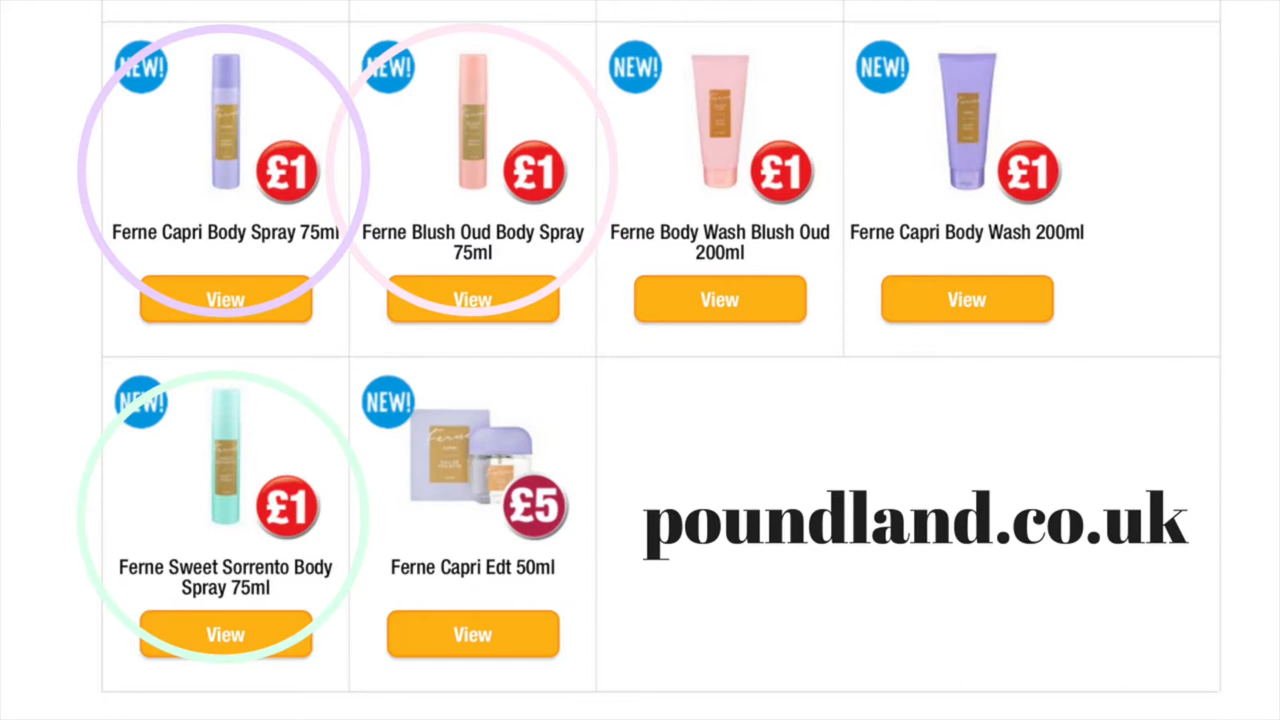 NEW!
£1
Ferne Capri Body Spray 75ml
View
NEW!
£1
Ferne Blush Oud Body Spray
75ml
View
NEW!
£1
Ferne Body Wash Blush Oud
200ml
View
NEW!
£1
Ferne Capri Body Wash 200ml
View
NEW!
£1
Ferne Sweet Sorrento Body
Spray 75ml
View
NEW!
Ferne
£5
Ferne Capri Edt 50ml
View
poundland.co.uk